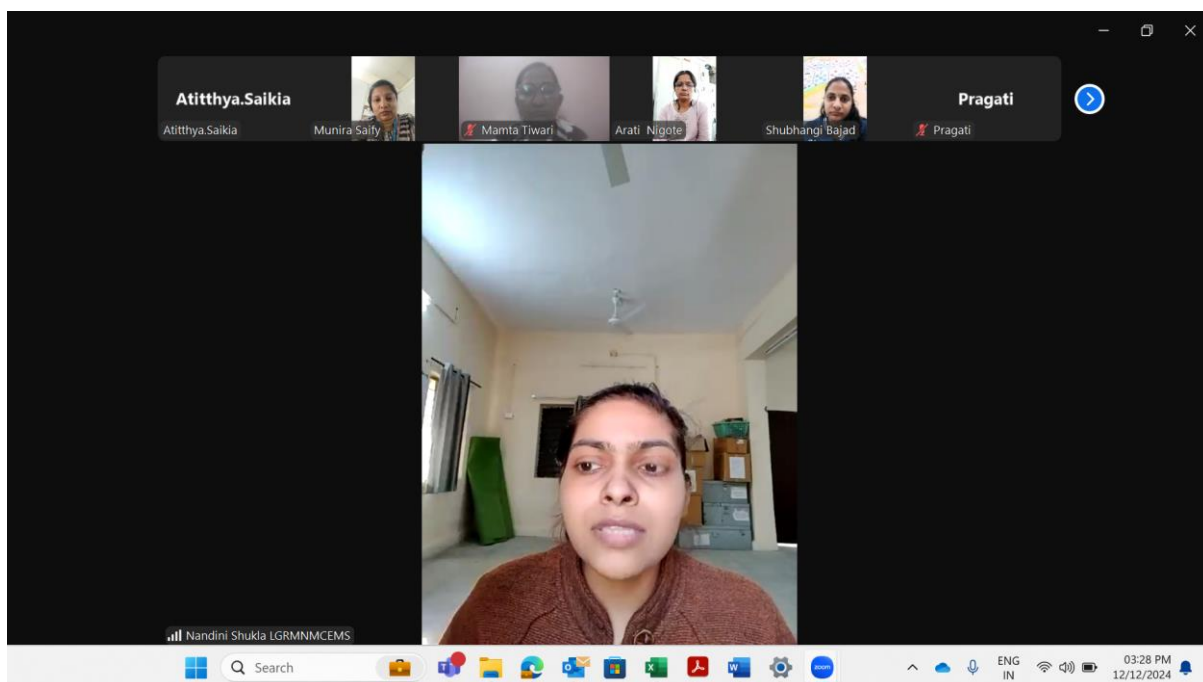 Atitthya.Saikia
Pragati
Atitthya.Saikia
Munira Saify
Mamta Tiwari
Arati Nigote
Shubhangi Bajad
Pragati
Nandini Shukla LGRMNMCEMS
Search
ENG
IN
03:28 PM
12/12/2024
zoom